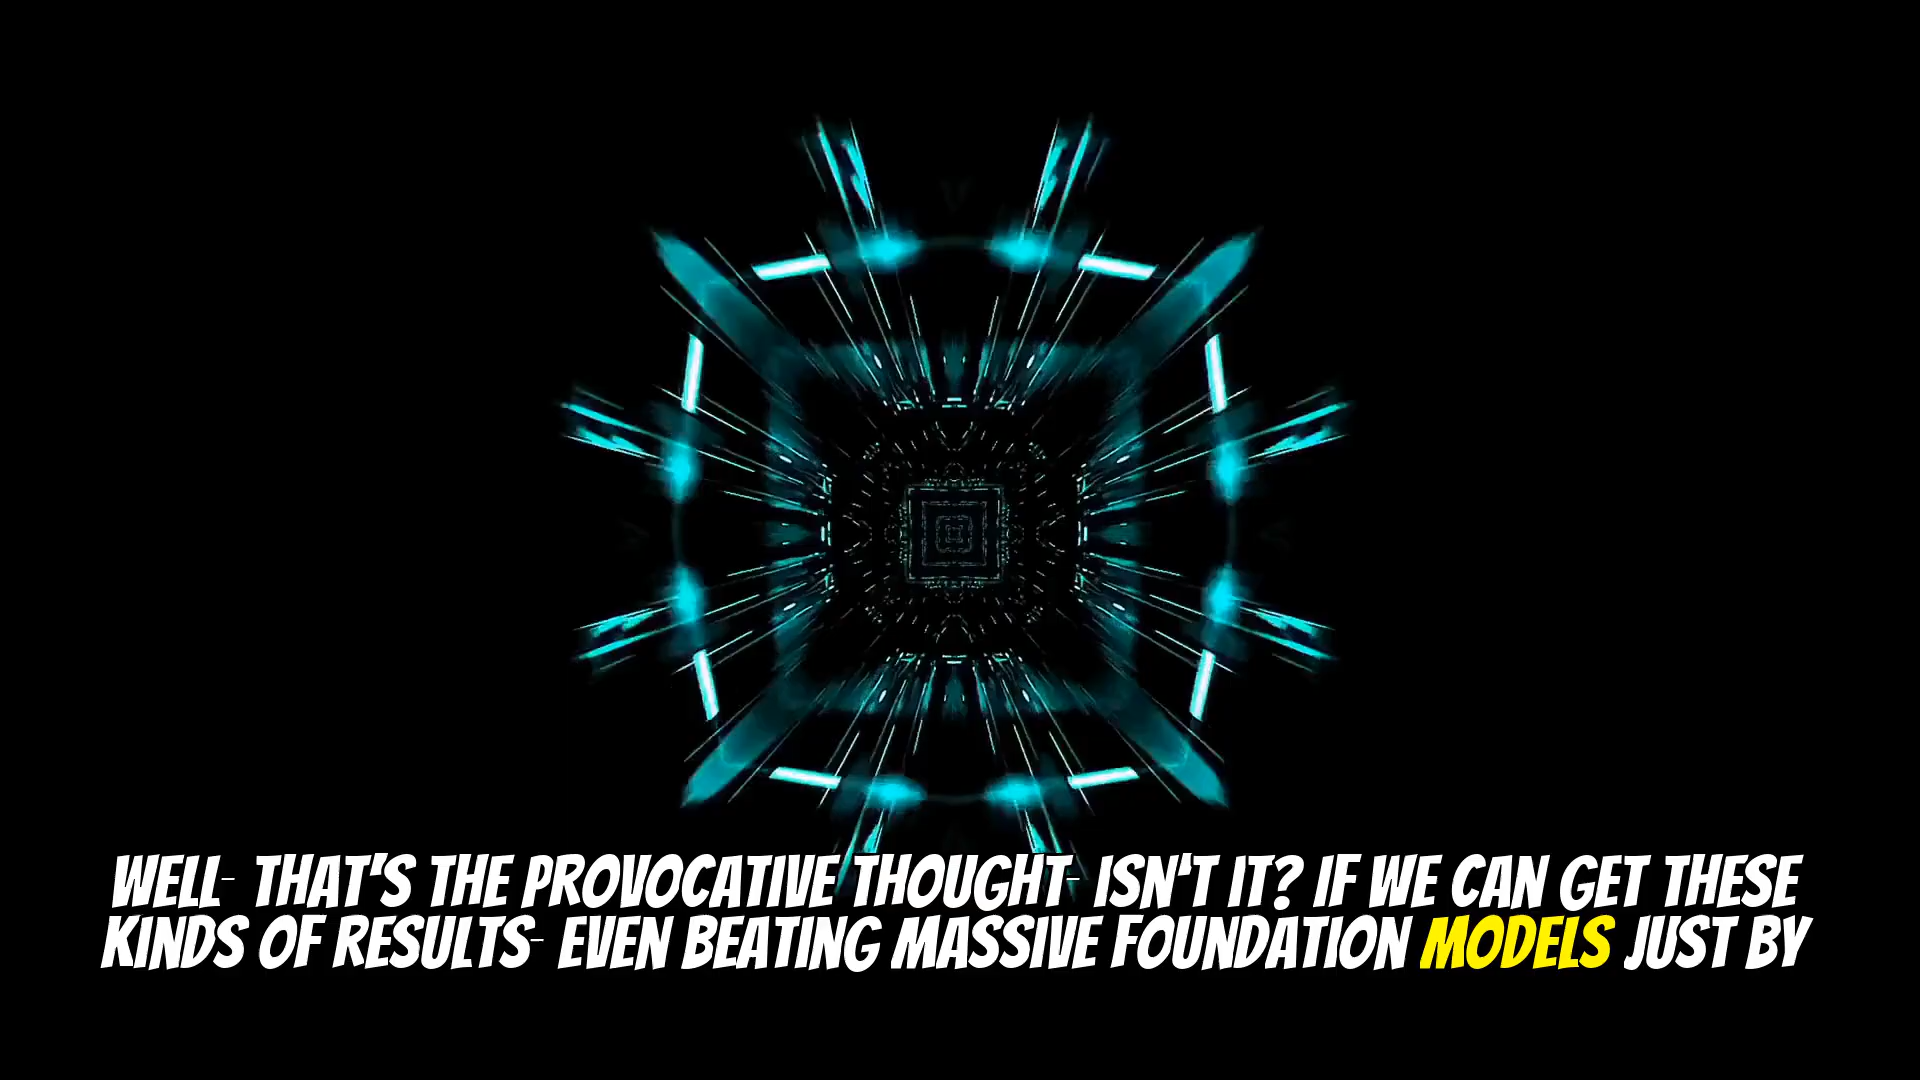 WELL- THAT'S THE PROVOCATIVE THOUGHT- ISN'T IT? IF WE CAN GET THESE
KINDS OF RESULTS- EVEN BEATING MASSIVE FOUNDATION MODELS JUST BY